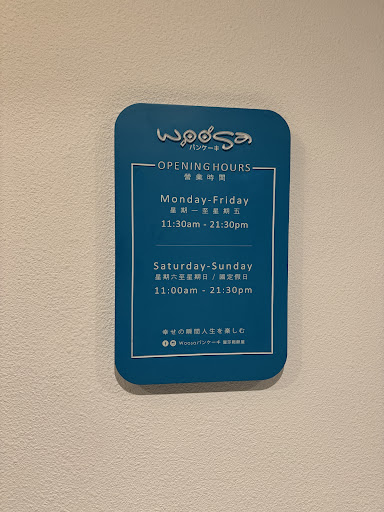 woosa
パンケーキ
OPENING HOURS
營業時間
Monday-Friday
星期一至星期五
11:30am - 21:30pm
Saturday-Sunday
星期六至星期日 / 國定假日
11:00am - 21:30pm
幸せの瞬間人生を楽しむ
Woosaパンケーキ